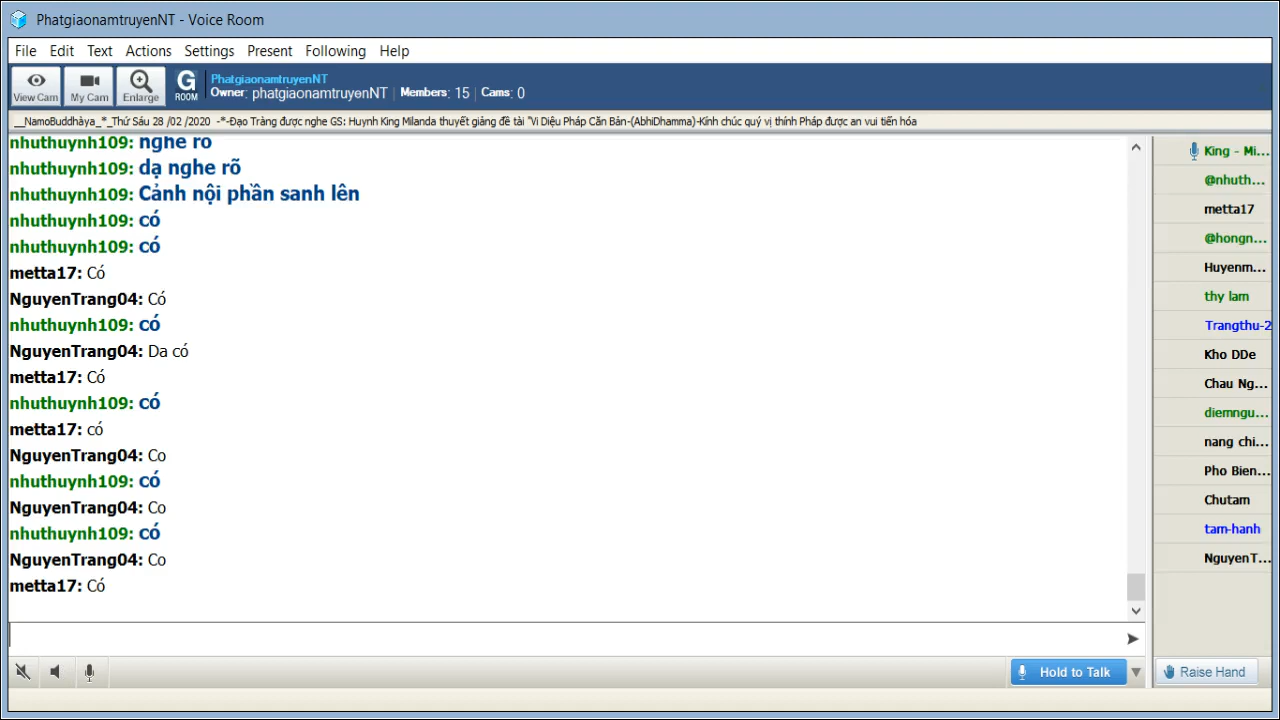 PhatgiaonamtruyenNT - Voice Room
File Edit Text Actions Settings Present Following Help
View Cam My Cam Enlarge G ROOM
PhatgiaonamtruyenNT
Owner: phatgiaonamtruyenNT Members: 15 Cams: 0
__NamoBuddhàya_*_Thứ Sáu 28 /02 /2020 -*-Đạo Tràng được nghe GS: Huynh King Milanda thuyết giảng đề tài "Vi Diệu Pháp Căn Bản-(AbhiDhamma)-Kính chúc quý vị thính Pháp được an vui tiến hóa
nhuthuynh109: nghe ro
nhuthuynh109: dạ nghe rõ
nhuthuynh109: Cảnh nội phần sanh lên
nhuthuynh109: có
nhuthuynh109: có
metta17: Có
NguyenTrang04: Có
nhuthuynh109: có
NguyenTrang04: Da có
metta17: Có
nhuthuynh109: có
metta17: có
NguyenTrang04: Co
nhuthuynh109: có
NguyenTrang04: Co
nhuthuynh109: có
NguyenTrang04: Co
metta17: Có
King - Mi...
@nhuth...
metta17
@hongn...
Huyenm...
thy lam
Trangthu-2
Kho DDe
Chau Ng...
diemngu...
nang chi...
Pho Bien...
Chutam
tam-hanh
NguyenT...
Hold to Talk
Raise Hand